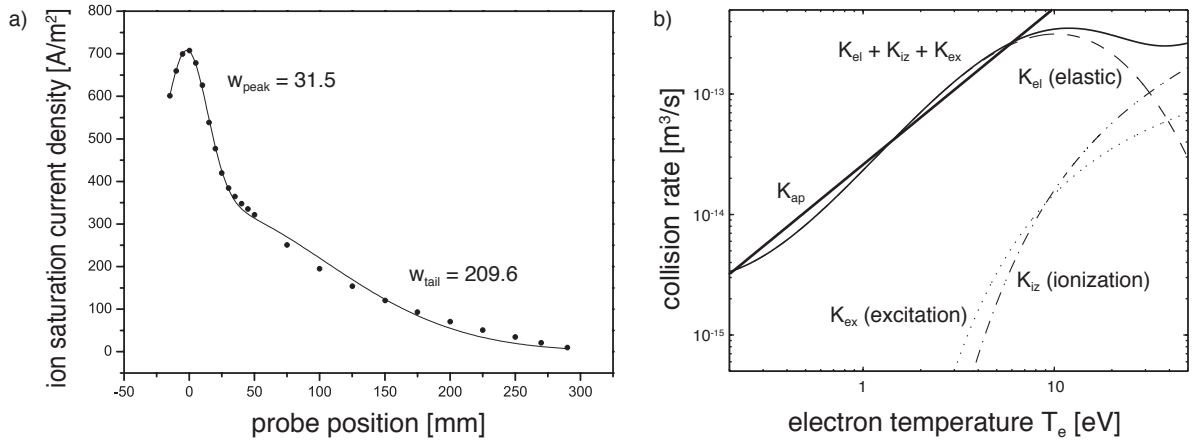 a)
ion saturation current density [A/m²]
800
700
600
500
400
300
200
100
0
-50
0
50
100
150
200
250
300
probe position [mm]
w_peak = 31.5
w_tail = 209.6
b)
collision rate [m³/s]
10⁻¹³
10⁻¹⁴
10⁻¹⁵
1
10
electron temperature T_e [eV]
K_el + K_iz + K_ex
K_el (elastic)
K_ap
K_iz (ionization)
K_ex (excitation)